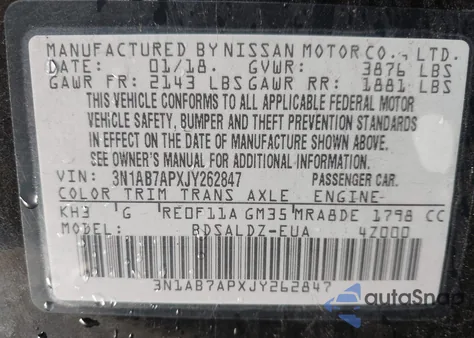 MANUFACTURED BY NISSAN MOTOR CO., LTD.
DATE: 01/18. GVWR: 3876 LBS
GAWR FR: 2143 LBS GAWR RR: 1881 LBS
THIS VEHICLE CONFORMS TO ALL APPLICABLE FEDERAL MOTOR
VEHICLE SAFETY, BUMPER AND THEFT PREVENTION STANDARDS
IN EFFECT ON THE DATE OF MANUFACTURE SHOWN ABOVE.
SEE OWNER'S MANUAL FOR ADDITIONAL INFORMATION.
VIN: 3N1AB7APXJY262847 PASSENGER CAR.
COLOR TRIM TRANS AXLE ENGINE
KH3 G RE0F11A GM35 MRA8DE 1798 CC
MODEL: BDSALDZ-EUA 4Z000
3N1AB7APXJY262847
autoSnap